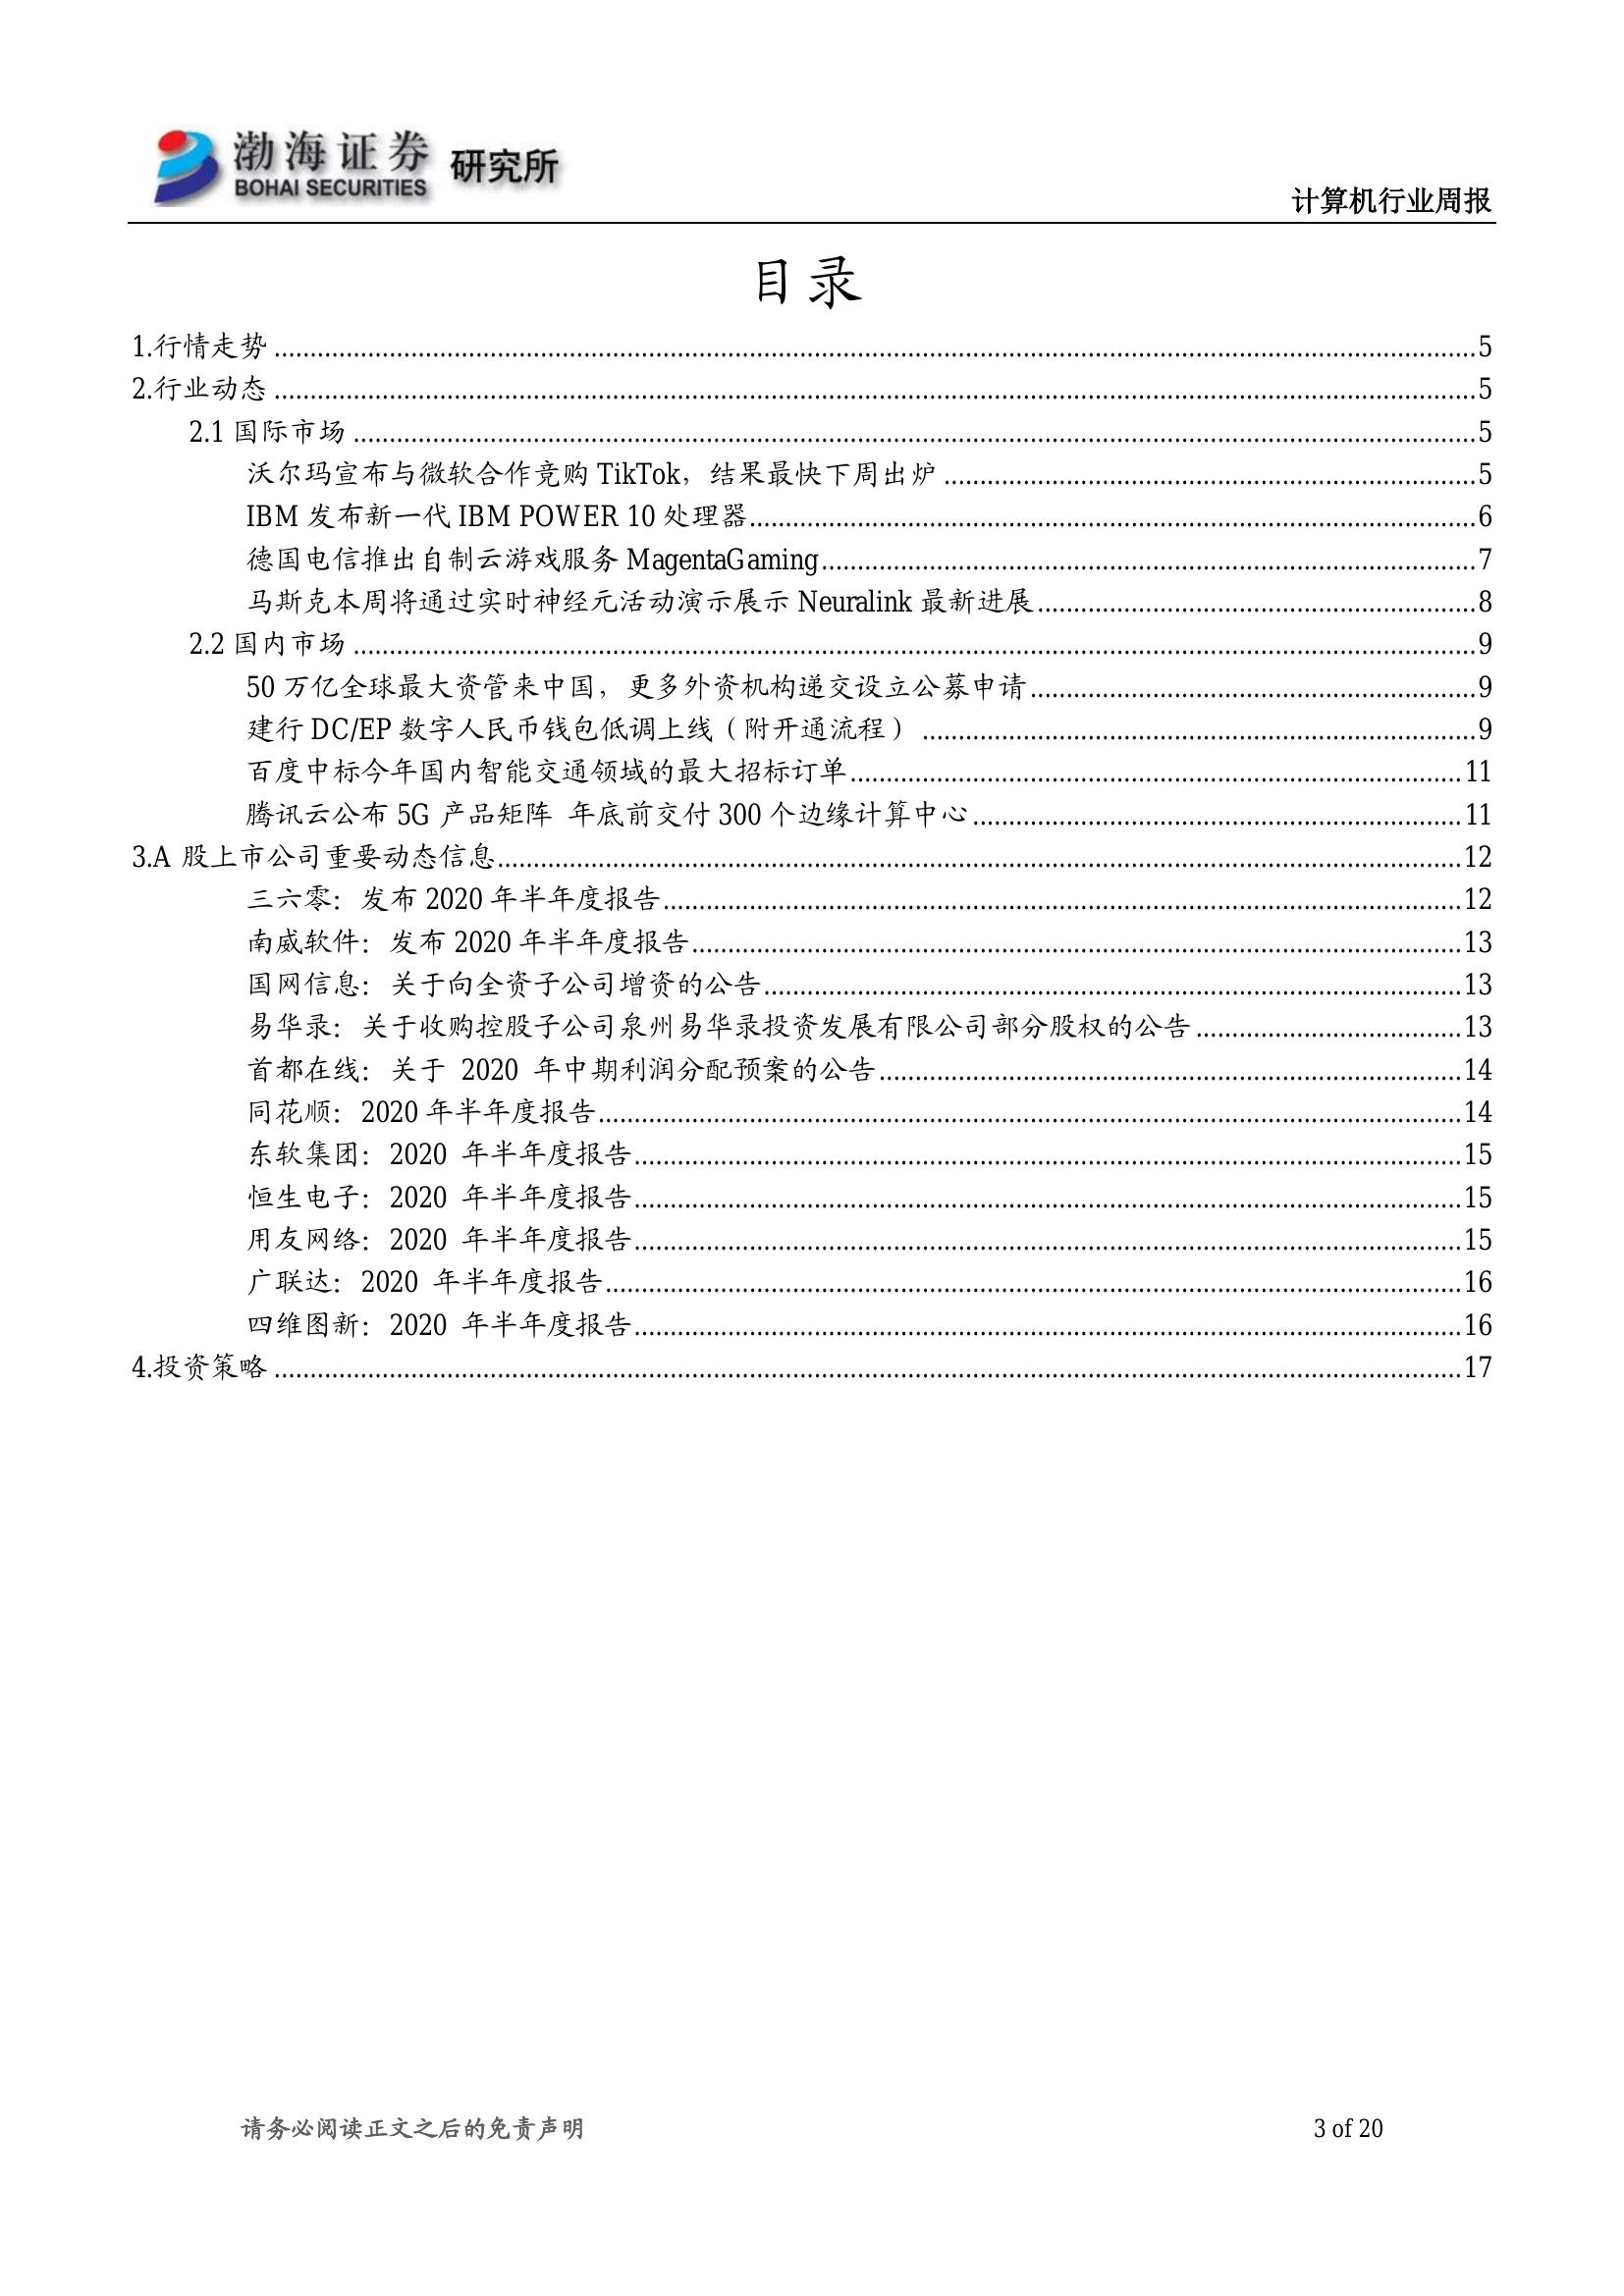 渤海证券 研究所
BOHAI SECURITIES
计算机行业周报
目录
1.行情走势 ........ 5
2.行业动态 ........ 5
2.1 国际市场 ........ 5
沃尔玛宣布与微软合作竞购 TikTok，结果最快下周出炉 ........ 5
IBM 发布新一代 IBM POWER 10 处理器 ........ 6
德国电信推出自制云游戏服务 MagentaGaming ........ 7
马斯克本周将通过实时神经元活动演示展示 Neuralink 最新进展 ........ 8
2.2 国内市场 ........ 9
50 万亿全球最大资管来中国，更多外资机构递交设立公募申请 ........ 9
建行 DC/EP 数字人民币钱包低调上线（附开通流程） ........ 9
百度中标今年国内智能交通领域的最大招标订单 ........ 11
腾讯云公布 5G 产品矩阵 年底前交付 300 个边缘计算中心 ........ 11
3.A 股上市公司重要动态信息 ........ 12
三六零：发布 2020 年半年度报告 ........ 12
南威软件：发布 2020 年半年度报告 ........ 13
国网信息：关于向全资子公司增资的公告 ........ 13
易华录：关于收购控股子公司泉州易华录投资发展有限公司部分股权的公告 ........ 13
首都在线：关于 2020 年中期利润分配预案的公告 ........ 14
同花顺：2020 年半年度报告 ........ 14
东软集团：2020 年半年度报告 ........ 15
恒生电子：2020 年半年度报告 ........ 15
用友网络：2020 年半年度报告 ........ 15
广联达：2020 年半年度报告 ........ 16
四维图新：2020 年半年度报告 ........ 16
4.投资策略 ........ 17
请务必阅读正文之后的免责声明 3 of 20